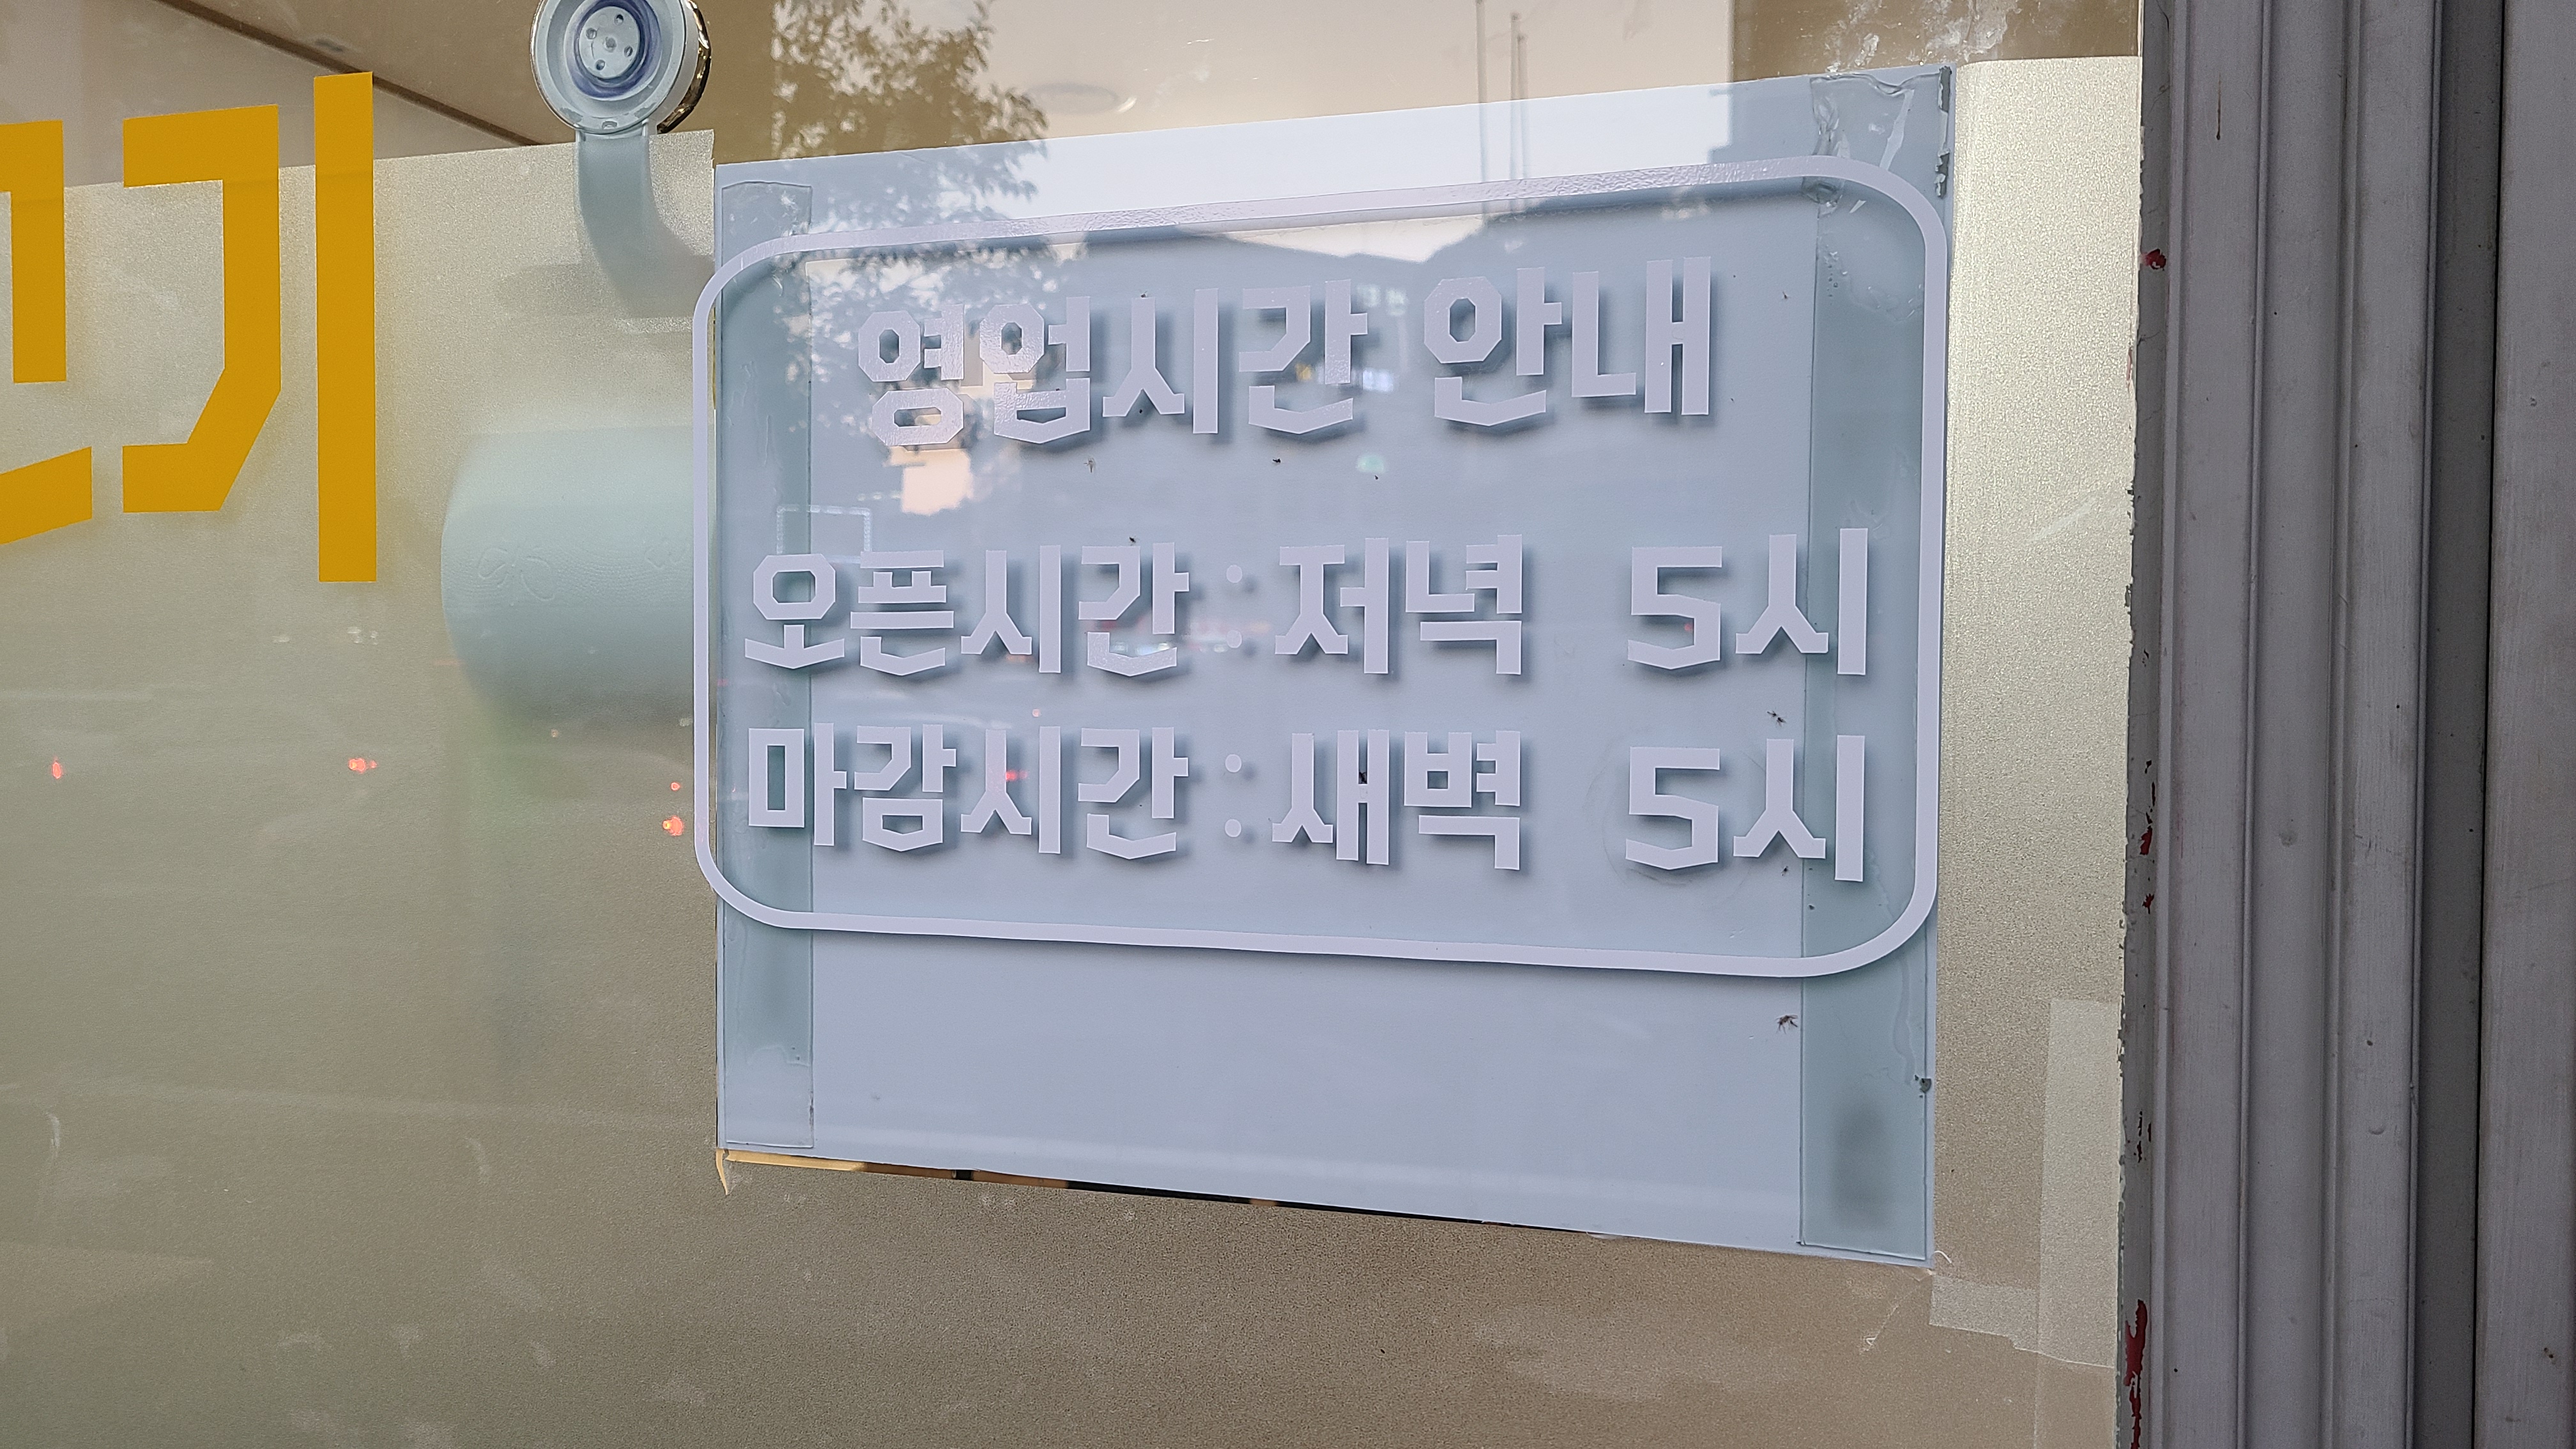 영업시간 안내
오픈시간 : 저녁 5시
마감시간 : 새벽 5시